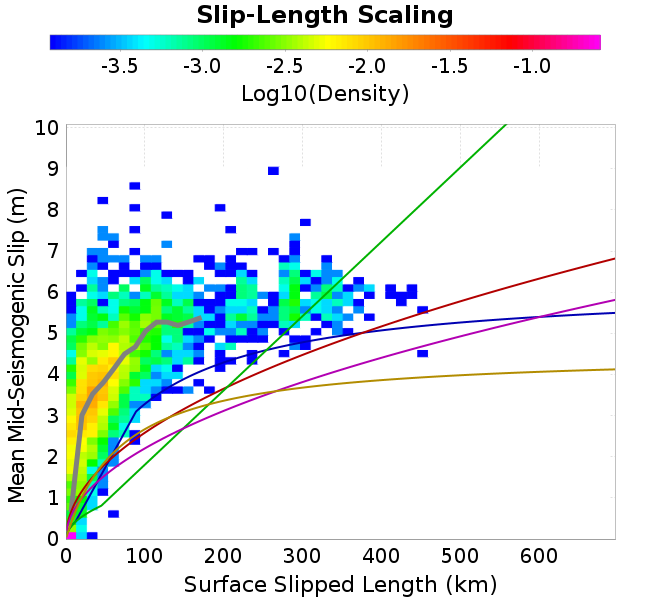 Slip-Length Scaling
-3.5 -3.0 -2.5 -2.0 -1.5 -1.0
Log10(Density)
10
9
8
7
6
5
4
3
2
1
0
Mean Mid-Seismogenic Slip (m)
0 100 200 300 400 500 600
Surface Slipped Length (km)